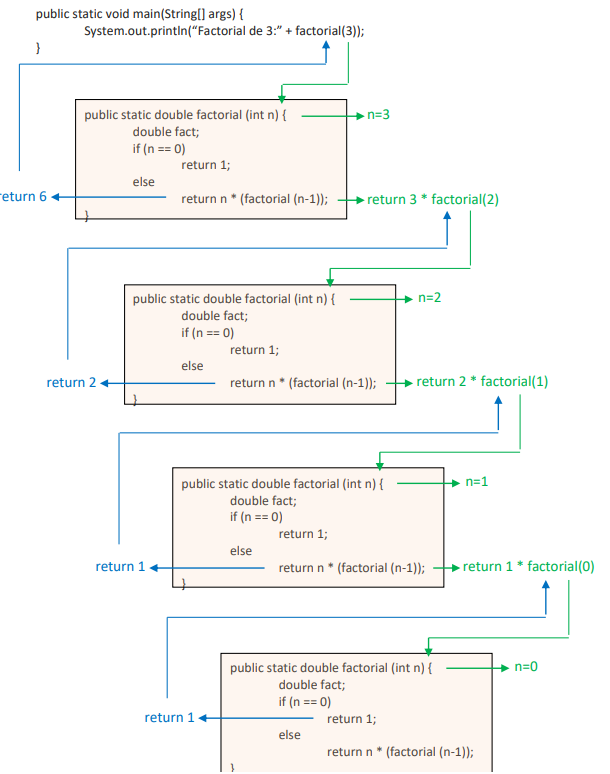 public static void main(String[] args) {
System.out.println(“Factorial de 3:” + factorial(3));
}
public static double factorial (int n) {
n=3
double fact;
if (n == 0)
return 1;
else
return 6
return n * (factorial (n-1));
return 3 * factorial(2)
}
public static double factorial (int n) {
n=2
double fact;
if (n == 0)
return 1;
else
return 2
return n * (factorial (n-1));
return 2 * factorial(1)
}
public static double factorial (int n) {
n=1
double fact;
if (n == 0)
return 1;
else
return 1
return n * (factorial (n-1));
return 1 * factorial(0)
}
public static double factorial (int n) {
n=0
double fact;
if (n == 0)
return 1
return 1;
else
return n * (factorial (n-1));
}